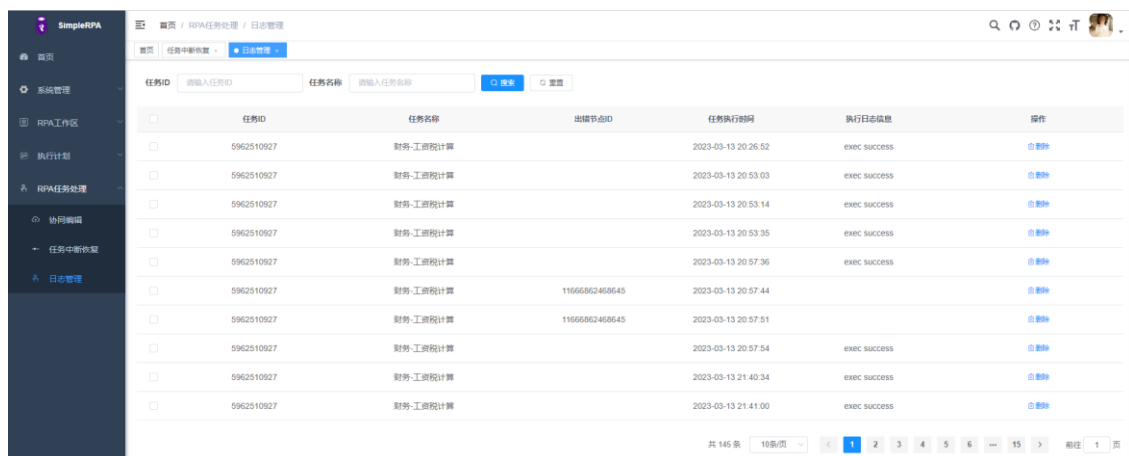 SimpleRPA
首页 / RPA任务处理 / 日志管理
首页
任务中断恢复 ×
日志管理 ×
首页
系统管理
RPA工作区
执行计划
RPA任务处理
协同编辑
任务中断恢复
日志管理
任务ID 请输入任务ID 任务名称 请输入任务名称 搜索 重置
任务ID 任务名称 出错节点ID 任务执行时间 执行日志信息 操作
5962510927 财务-工资税计算 2023-03-13 20:26:52 exec success 删除
5962510927 财务-工资税计算 2023-03-13 20:53:03 exec success 删除
5962510927 财务-工资税计算 2023-03-13 20:53:14 exec success 删除
5962510927 财务-工资税计算 2023-03-13 20:53:35 exec success 删除
5962510927 财务-工资税计算 2023-03-13 20:57:36 exec success 删除
5962510927 财务-工资税计算 11666862468645 2023-03-13 20:57:44 删除
5962510927 财务-工资税计算 11666862468645 2023-03-13 20:57:51 删除
5962510927 财务-工资税计算 2023-03-13 20:57:54 exec success 删除
5962510927 财务-工资税计算 2023-03-13 21:40:34 exec success 删除
5962510927 财务-工资税计算 2023-03-13 21:41:00 exec success 删除
共 145 条 10条/页 < 1 2 3 4 5 6 ··· 15 > 前往 1 页